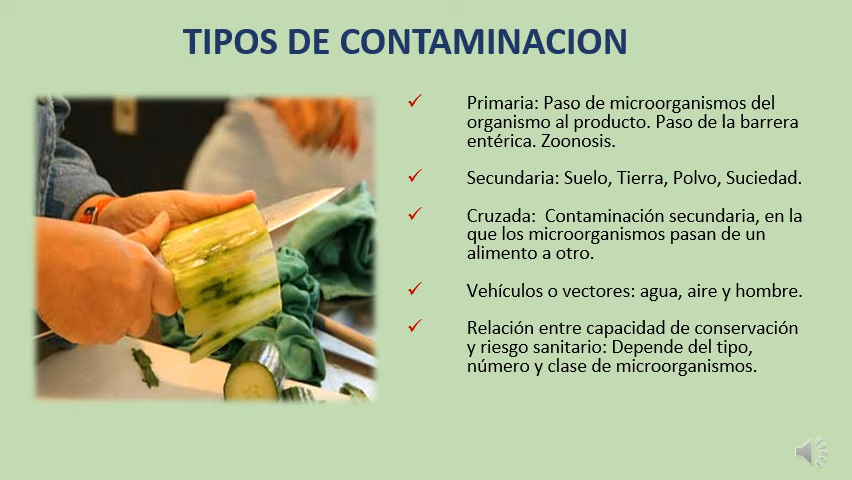 TIPOS DE CONTAMINACION
Primaria: Paso de microorganismos del
organismo al producto. Paso de la barrera
entérica. Zoonosis.
Secundaria: Suelo, Tierra, Polvo, Suciedad.
Cruzada:  Contaminación secundaria, en la
que los microorganismos pasan de un
alimento a otro.
Vehículos o vectores: agua, aire y hombre.
Relación entre capacidad de conservación
y riesgo sanitario: Depende del tipo,
número y clase de microorganismos.